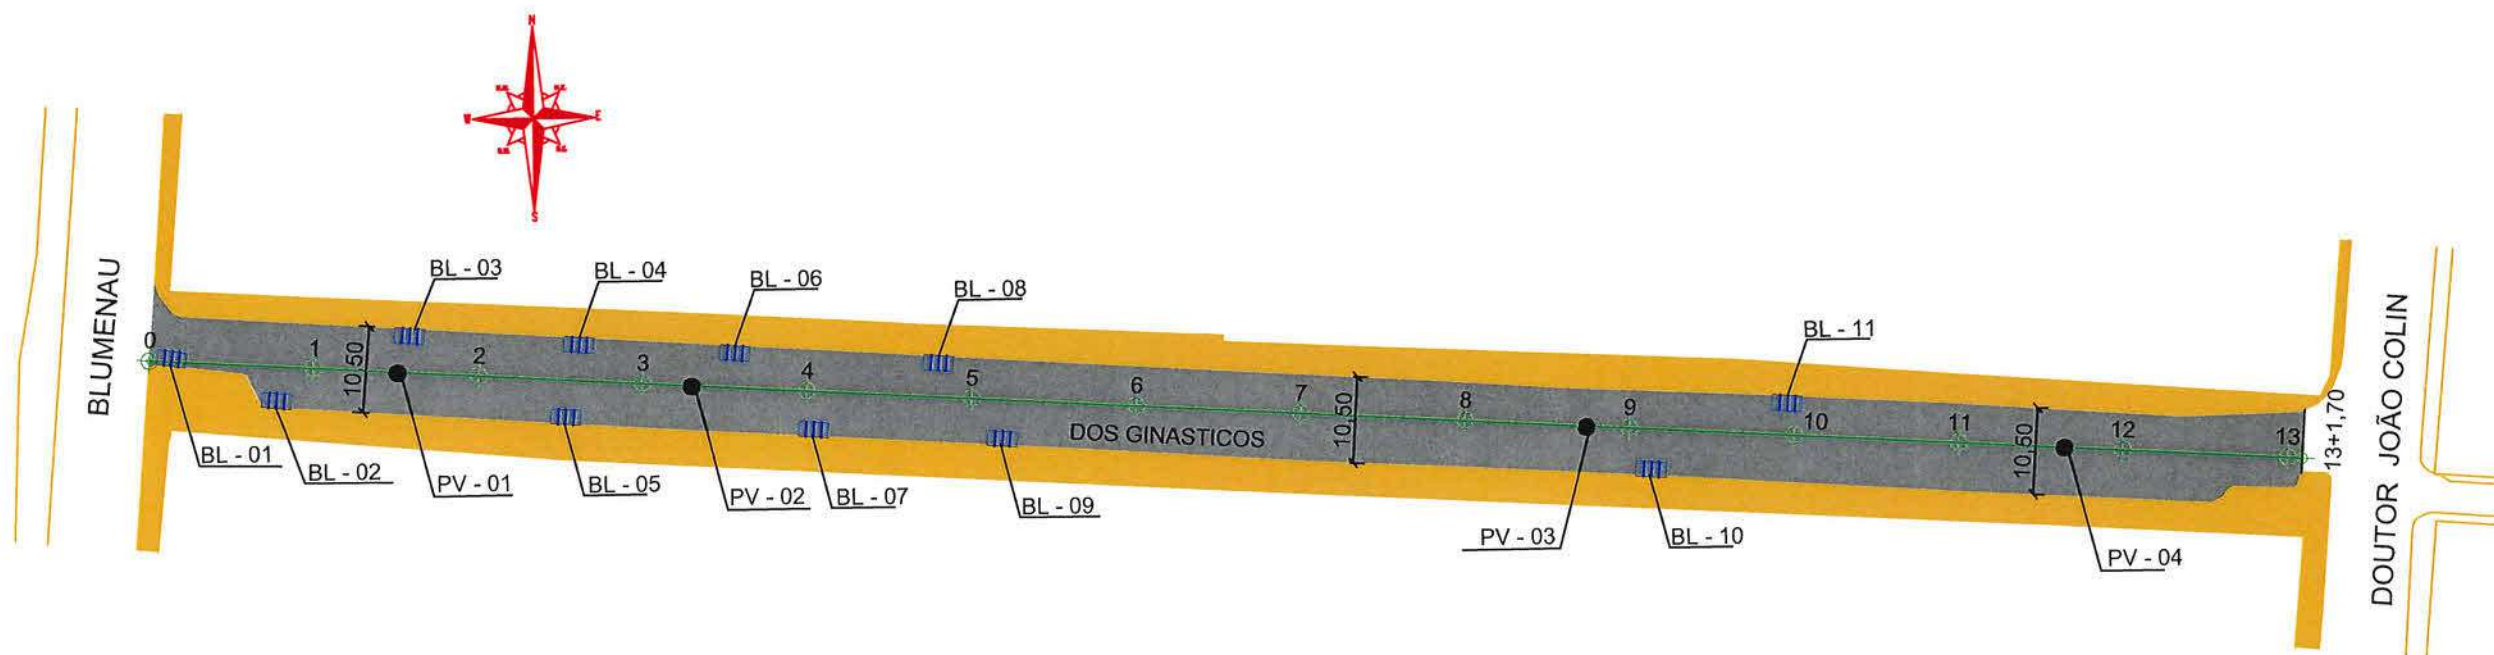 N
W
E
S
BL - 03
BL - 04
BL - 06
BL - 08
BL - 11
BLUMENAU
0
1
2
3
4
5
6
7
8
9
10
11
12
13
13+1,70
10,50
10,50
10,50
DOS GINASTICOS
DOUTOR JOÃO COLIN
BL - 01
BL - 02
PV - 01
BL - 05
PV - 02
BL - 07
BL - 09
PV - 03
BL - 10
PV - 04